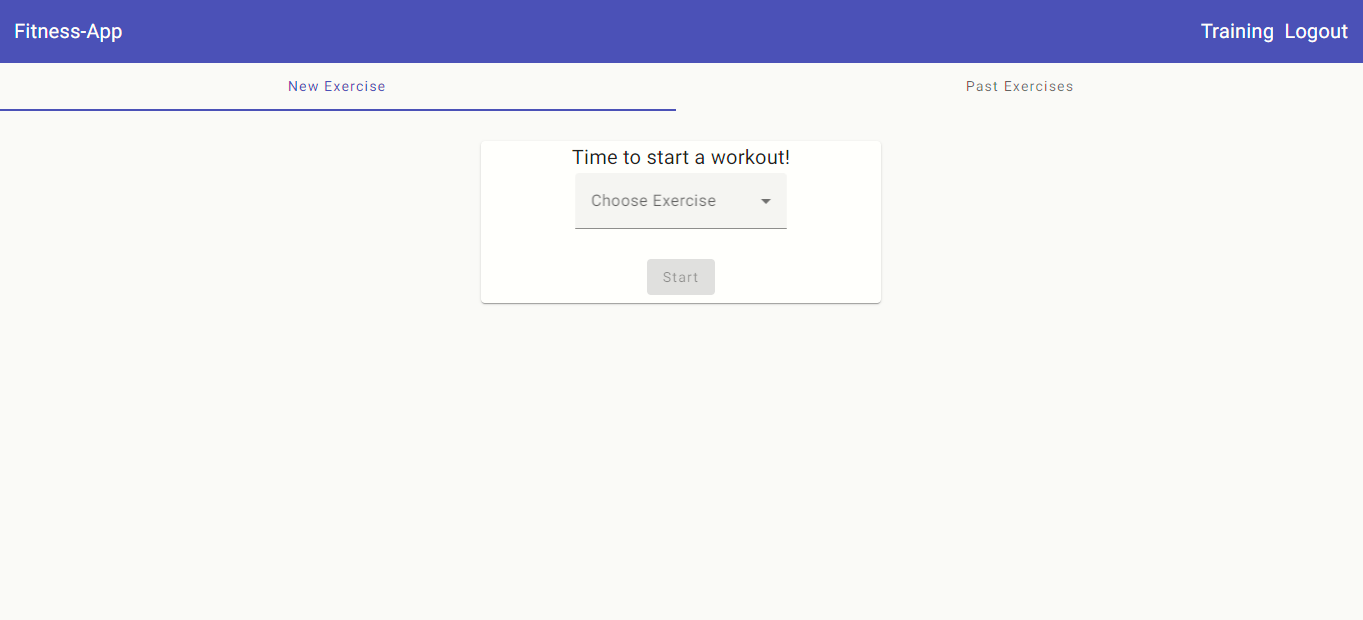 Fitness-App
Training Logout
New Exercise
Past Exercises
Time to start a workout!
Choose Exercise
Start